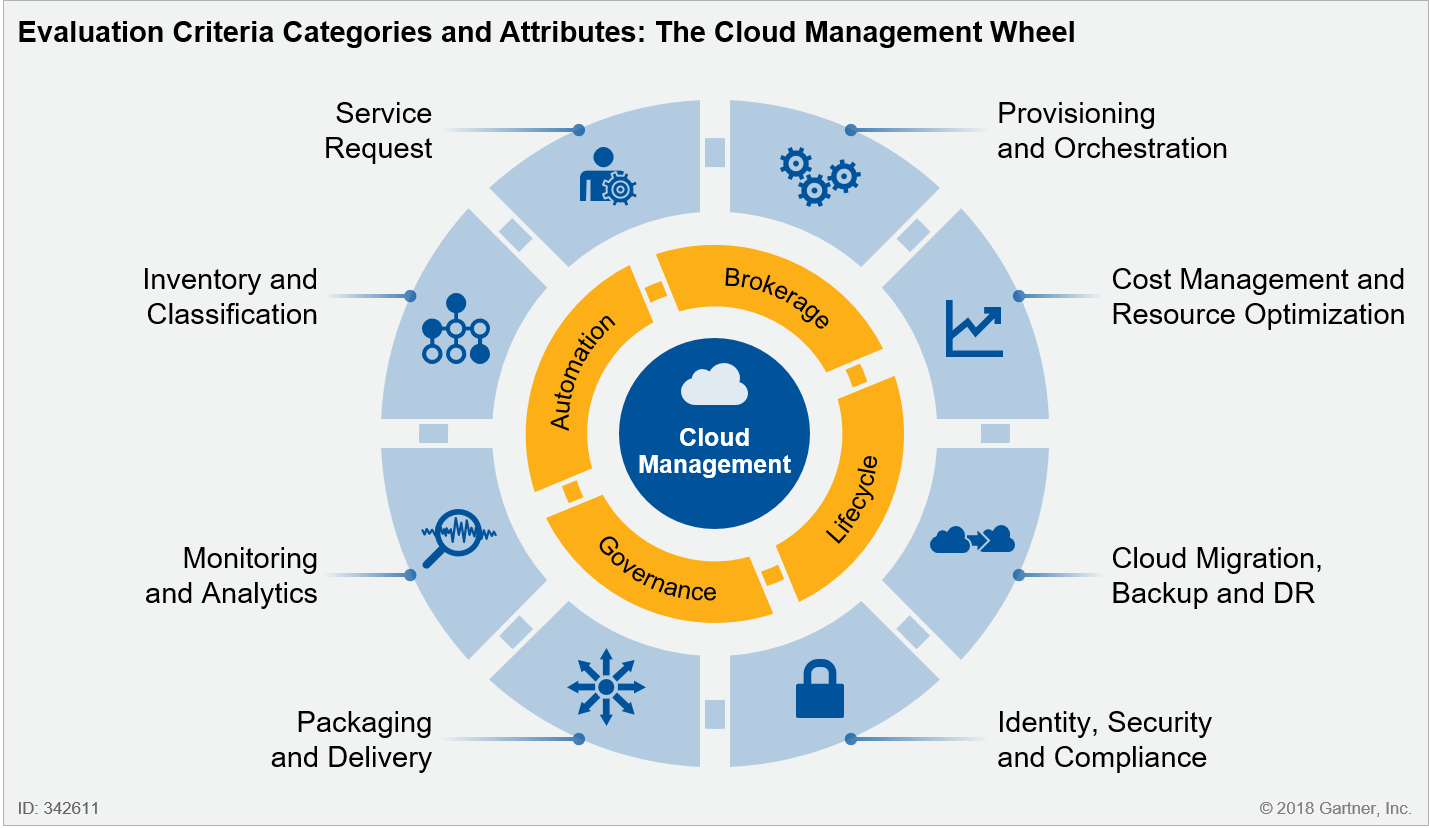 Evaluation Criteria Categories and Attributes: The Cloud Management Wheel
Service
Request
Provisioning
and Orchestration
Inventory and
Classification
Cost Management and
Resource Optimization
Brokerage
Automation
Cloud
Management
Lifecycle
Governance
Monitoring
and Analytics
Cloud Migration,
Backup and DR
Packaging
and Delivery
Identity, Security
and Compliance
ID: 342611
© 2018 Gartner, Inc.